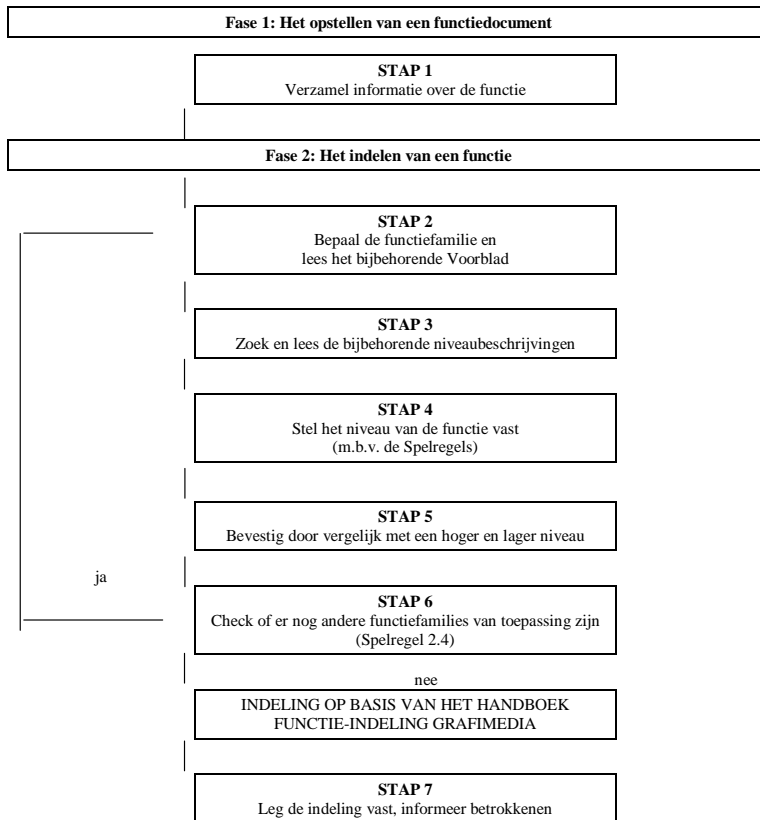 Fase 1: Het opstellen van een functiedocument
STAP 1
Verzamel informatie over de functie
Fase 2: Het indelen van een functie
STAP 2
Bepaal de functiefamilie en
lees het bijbehorende Voorblad
STAP 3
Zoek en lees de bijbehorende niveaubeschrijvingen
STAP 4
Stel het niveau van de functie vast
(m.b.v. de Spelregels)
STAP 5
Bevestig door vergelijk met een hoger en lager niveau
ja
STAP 6
Check of er nog andere functiefamilies van toepassing zijn
(Spelregel 2.4)
nee
INDELING OP BASIS VAN HET HANDBOEK
FUNCTIE-INDELING GRAFIMEDIA
STAP 7
Leg de indeling vast, informeer betrokkenen